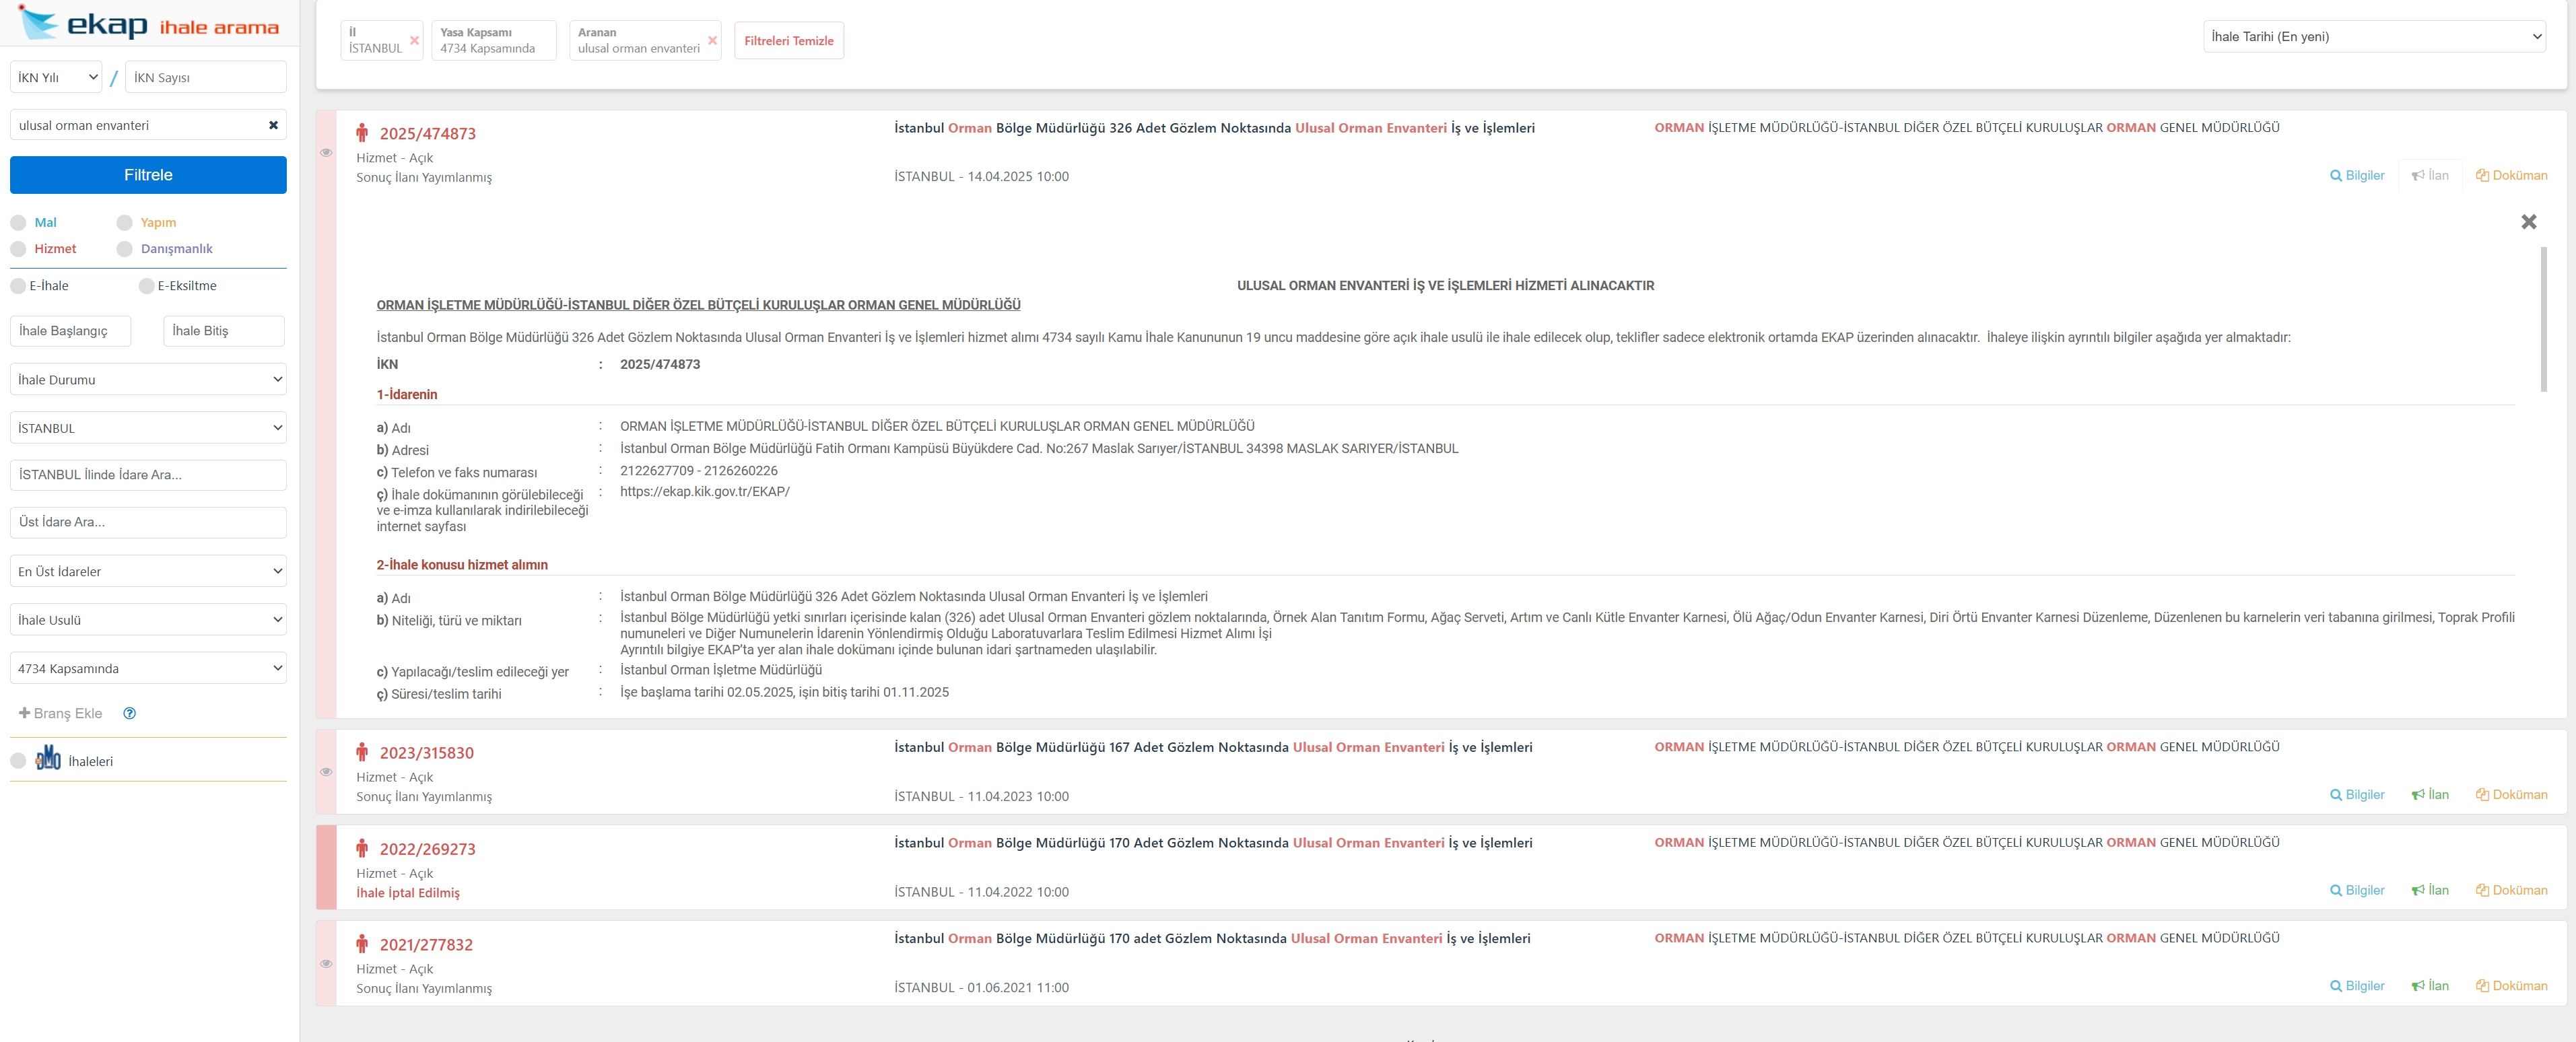 ekap ihale arama
İKN Yılı / İKN Sayısı
ulusal orman envanteri
Filtrele
Mal Yapım
Hizmet Danışmanlık
E-İhale E-Eksiltme
İhale Başlangıç İhale Bitiş
İhale Durumu
İSTANBUL
İSTANBUL İlinde İdare Ara...
Üst İdare Ara...
En Üst İdareler
İhale Usulü
4734 Kapsamında
Branş Ekle
DMO İhaleleri
İl
İSTANBUL
Yasa Kapsamı
4734 Kapsamında
Aranan
ulusal orman envanteri
Filtreleri Temizle
İhale Tarihi (En yeni)
2025/474873
Hizmet - Açık
Sonuç İlanı Yayımlanmış
İstanbul Orman Bölge Müdürlüğü 326 Adet Gözlem Noktasında Ulusal Orman Envanteri İş ve İşlemleri
İSTANBUL - 14.04.2025 10:00
ORMAN İŞLETME MÜDÜRLÜĞÜ-İSTANBUL DİĞER ÖZEL BÜTÇELİ KURULUŞLAR ORMAN GENEL MÜDÜRLÜĞÜ
Bilgiler İlan Doküman
ULUSAL ORMAN ENVANTERİ İŞ VE İŞLEMLERİ HİZMETİ ALINACAKTIR
ORMAN İŞLETME MÜDÜRLÜĞÜ-İSTANBUL DİĞER ÖZEL BÜTÇELİ KURULUŞLAR ORMAN GENEL MÜDÜRLÜĞÜ
İstanbul Orman Bölge Müdürlüğü 326 Adet Gözlem Noktasında Ulusal Orman Envanteri İş ve İşlemleri hizmet alımı 4734 sayılı Kamu İhale Kanununun 19 uncu maddesine göre açık ihale usulü ile ihale edilecek olup, teklifler sadece elektronik ortamda EKAP üzerinden alınacaktır. İhaleye ilişkin ayrıntılı bilgiler aşağıda yer almaktadır:
İKN : 2025/474873
1-İdarenin
a) Adı : ORMAN İŞLETME MÜDÜRLÜĞÜ-İSTANBUL DİĞER ÖZEL BÜTÇELİ KURULUŞLAR ORMAN GENEL MÜDÜRLÜĞÜ
b) Adresi : İstanbul Orman Bölge Müdürlüğü Fatih Ormanı Kampüsü Büyükdere Cad. No:267 Maslak Sarıyer/İSTANBUL 34398 MASLAK SARIYER/İSTANBUL
c) Telefon ve faks numarası : 2122627709 - 2126260226
ç) İhale dokümanının görülebileceği : https://ekap.kik.gov.tr/EKAP/
ve e-imza kullanılarak indirilebileceği
internet sayfası
2-İhale konusu hizmet alımın
a) Adı : İstanbul Orman Bölge Müdürlüğü 326 Adet Gözlem Noktasında Ulusal Orman Envanteri İş ve İşlemleri
b) Niteliği, türü ve miktarı : İstanbul Bölge Müdürlüğü yetki sınırları içerisinde kalan (326) adet Ulusal Orman Envanteri gözlem noktalarında, Örnek Alan Tanıtım Formu, Ağaç Serveti, Artım ve Canlı Kütle Envanter Karnesi, Ölü Ağaç/Odun Envanter Karnesi, Diri Örtü Envanter Karnesi Düzenleme, Düzenlenen bu karnelerin veri tabanına girilmesi, Toprak Profili
numuneleri ve Diğer Numunelerin İdarenin Yönlendirmiş Olduğu Laboratuvarlara Teslim Edilmesi Hizmet Alımı İşi
Ayrıntılı bilgiye EKAP'ta yer alan ihale dokümanı içinde bulunan idari şartnameden ulaşılabilir.
c) Yapılacağı/teslim edileceği yer : İstanbul Orman İşletme Müdürlüğü
ç) Süresi/teslim tarihi : İşe başlama tarihi 02.05.2025, işin bitiş tarihi 01.11.2025
2023/315830
Hizmet - Açık
Sonuç İlanı Yayımlanmış
İstanbul Orman Bölge Müdürlüğü 167 Adet Gözlem Noktasında Ulusal Orman Envanteri İş ve İşlemleri
İSTANBUL - 11.04.2023 10:00
ORMAN İŞLETME MÜDÜRLÜĞÜ-İSTANBUL DİĞER ÖZEL BÜTÇELİ KURULUŞLAR ORMAN GENEL MÜDÜRLÜĞÜ
Bilgiler İlan Doküman
2022/269273
Hizmet - Açık
İhale İptal Edilmiş
İstanbul Orman Bölge Müdürlüğü 170 Adet Gözlem Noktasında Ulusal Orman Envanteri İş ve İşlemleri
İSTANBUL - 11.04.2022 10:00
ORMAN İŞLETME MÜDÜRLÜĞÜ-İSTANBUL DİĞER ÖZEL BÜTÇELİ KURULUŞLAR ORMAN GENEL MÜDÜRLÜĞÜ
Bilgiler İlan Doküman
2021/277832
Hizmet - Açık
Sonuç İlanı Yayımlanmış
İstanbul Orman Bölge Müdürlüğü 170 adet Gözlem Noktasında Ulusal Orman Envanteri İş ve İşlemleri
İSTANBUL - 01.06.2021 11:00
ORMAN İŞLETME MÜDÜRLÜĞÜ-İSTANBUL DİĞER ÖZEL BÜTÇELİ KURULUŞLAR ORMAN GENEL MÜDÜRLÜĞÜ
Bilgiler İlan Doküman